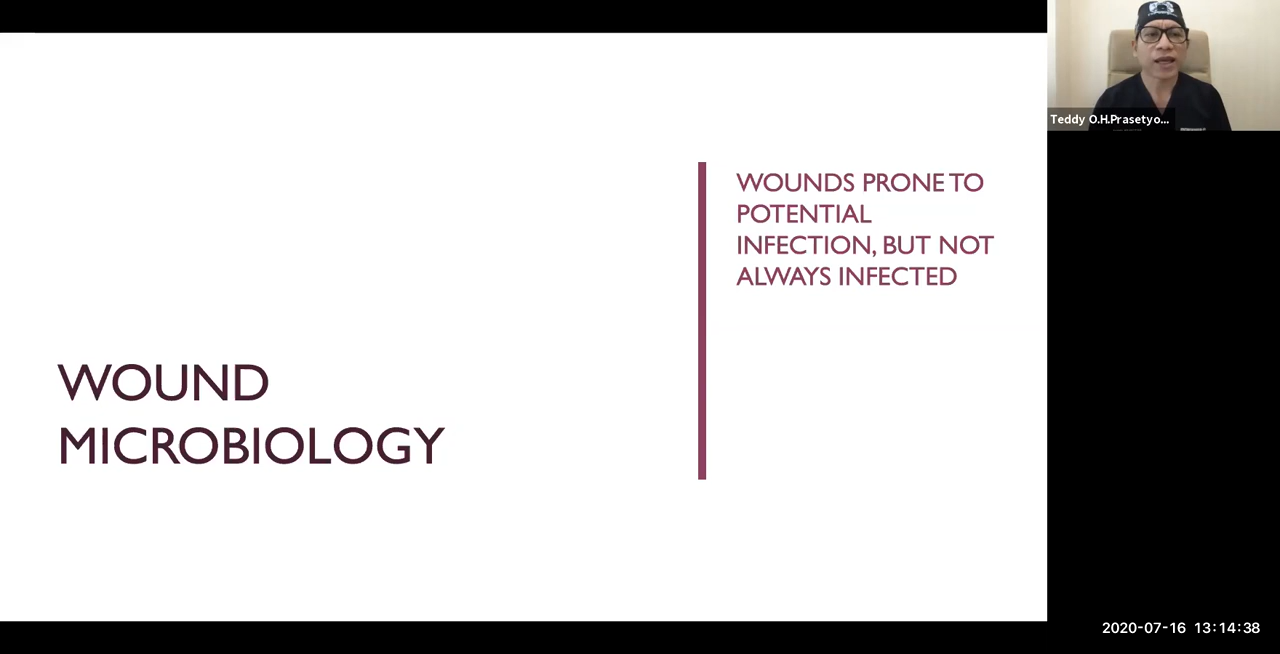 WOUND
MICROBIOLOGY
WOUNDS PRONE TO
POTENTIAL
INFECTION, BUT NOT
ALWAYS INFECTED
Teddy O.H.Prasetyo...
2020-07-16 13:14:38